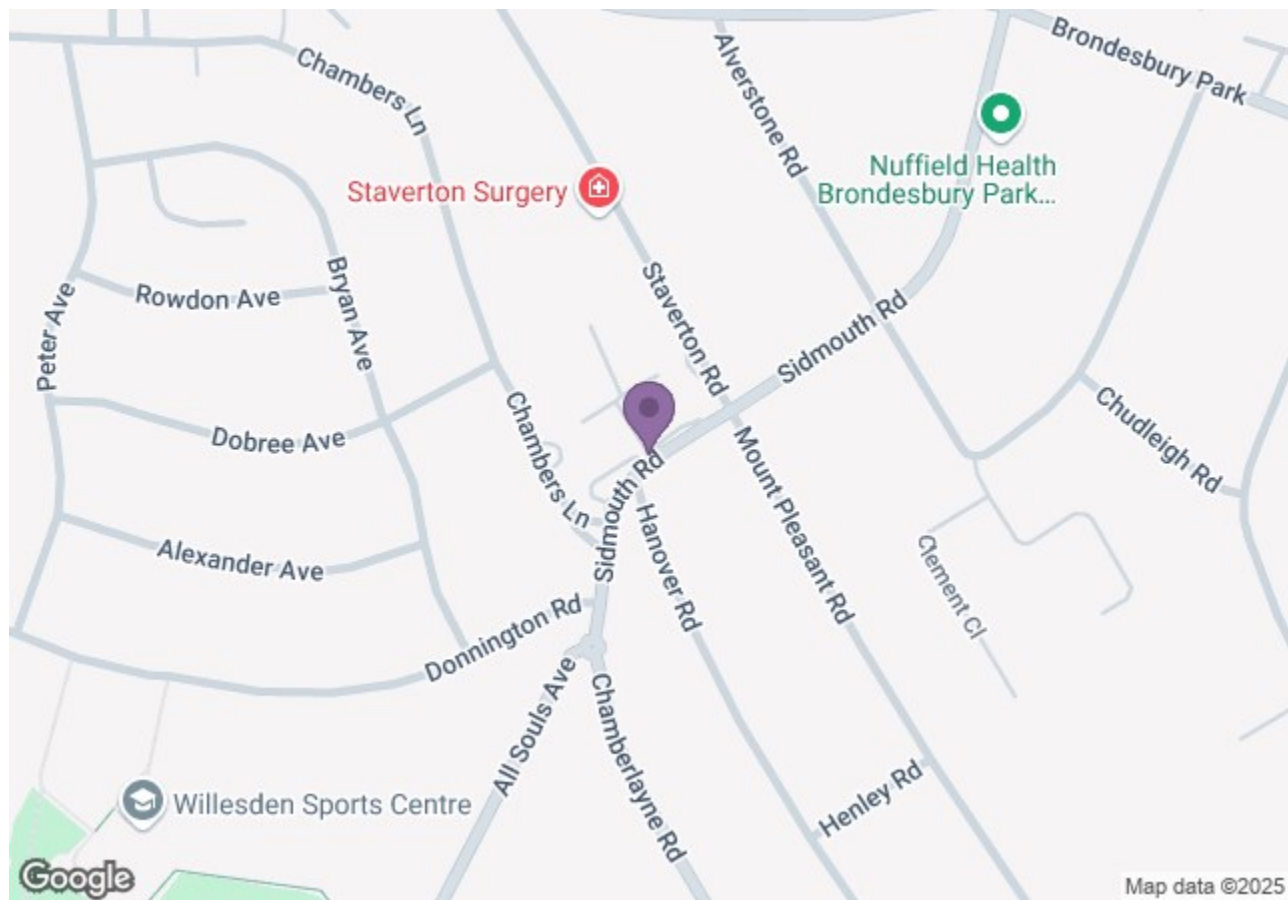 Brondesbury Park
Alverstone Rd
Chambers Ln
Nuffield Health
Brondesbury Park...
Staverton Surgery
Staverton Rd
Bryan Ave
Rowdon Ave
Peter Ave
Sidmouth Rd
Chudleigh Rd
Dobree Ave
Chambers Ln
Mount Pleasant Rd
Sidmouth Rd
Hanover Rd
Alexander Ave
Clement Cl
Donnington Rd
All Souls Ave
Chamberlayne Rd
Willesden Sports Centre
Henley Rd
Google
Map data ©2025